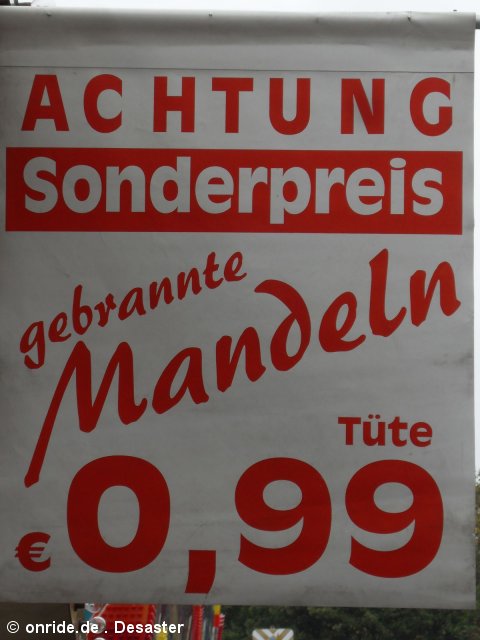 ACHTUNG
Sonderpreis
gebrannte
Mandeln
Tüte
€ 0,99
© onride.de . Desaster